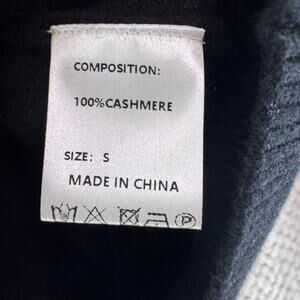 COMPOSITION:
100%CASHMERE
SIZE: S
MADE IN CHINA
P